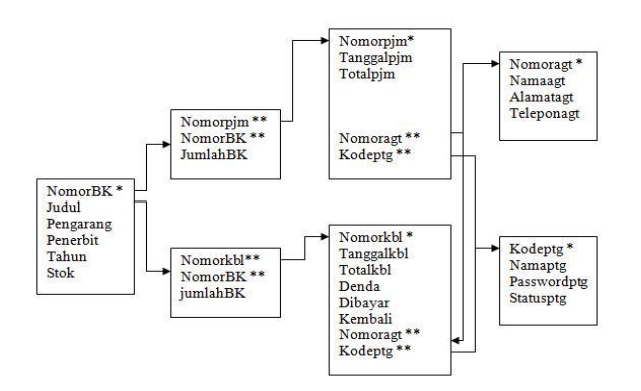 Nomorpjm*
Tanggalpjm
Totalpjm
Nomoragt **
Kodeptg **
Nomoragt *
Namaagt
Alamatagt
Teleponagt
Nomorpjm **
NomorBK **
JumlahBK
NomorBK *
Judul
Pengarang
Penerbit
Tahun
Stok
Nomorkbl**
NomorBK **
jumlahBK
Nomorkbl *
Tanggalkbl
Totalkbl
Denda
Dibayar
Kembali
Nomoragt **
Kodeptg **
Kodeptg *
Namaptg
Passwordptg
Statusptg